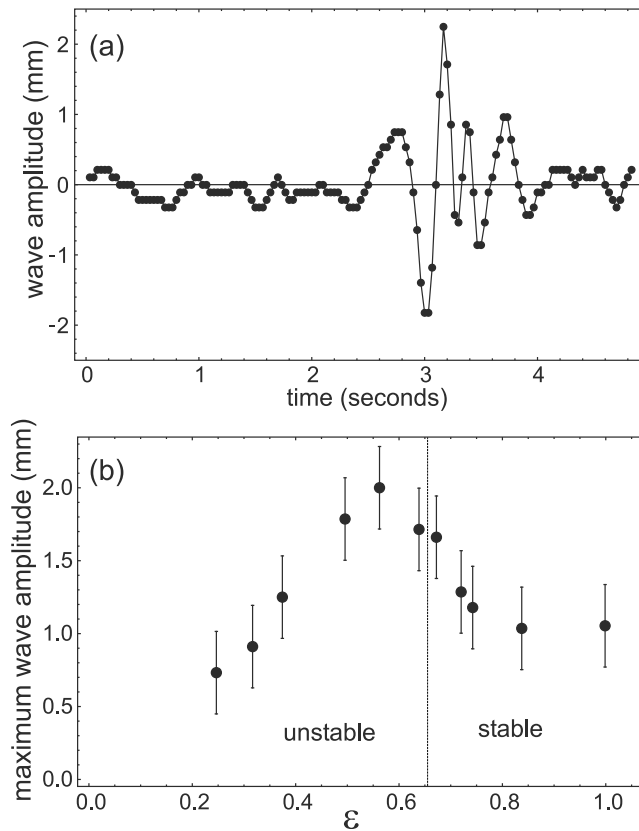 (a)
wave amplitude (mm)
2
1
0
-1
-2
0 1 2 3 4
time (seconds)
(b)
maximum wave amplitude (mm)
2.0
1.5
1.0
0.5
0.0
unstable stable
0.0 0.2 0.4 0.6 0.8 1.0
ε